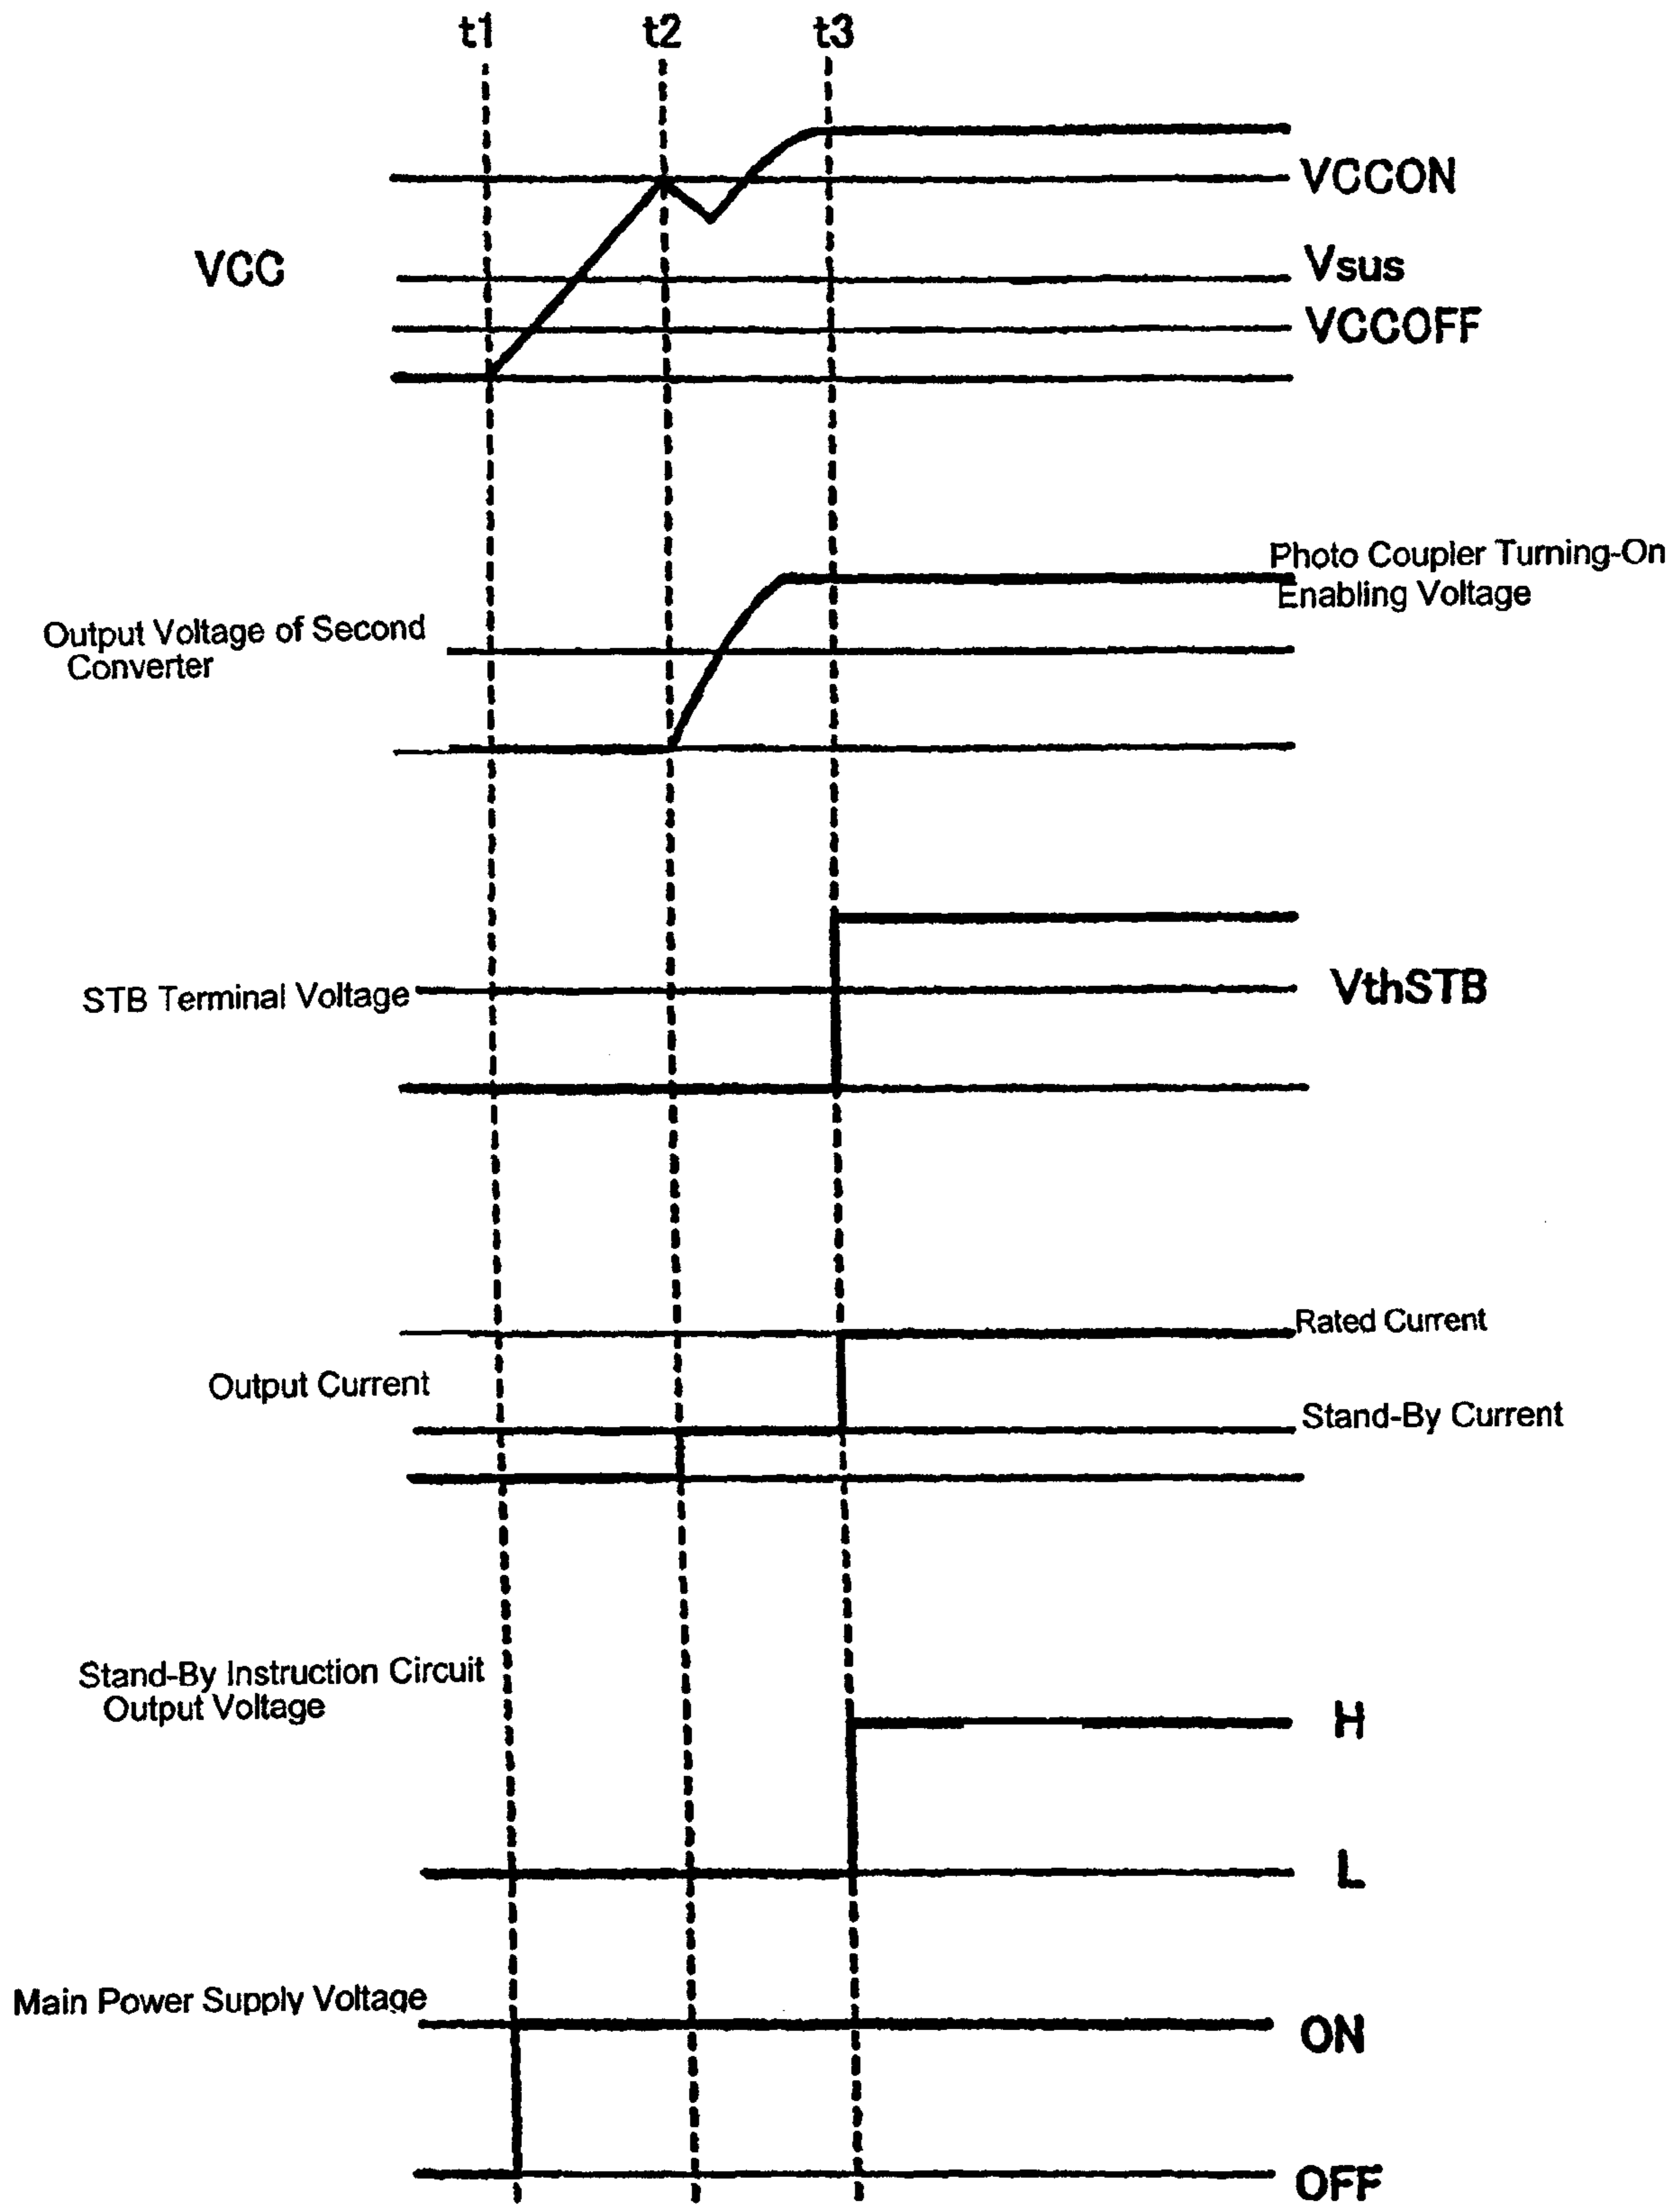 t1 t2 t3
VCCON
VCC
Vsus
VCCOFF
Photo Coupler Turning-On
Enabling Voltage
Output Voltage of Second
Converter
STB Terminal Voltage
VthSTB
Rated Current
Output Current
Stand-By Current
Stand-By Instruction Circuit
Output Voltage
H
L
Main Power Supply Voltage
ON
OFF